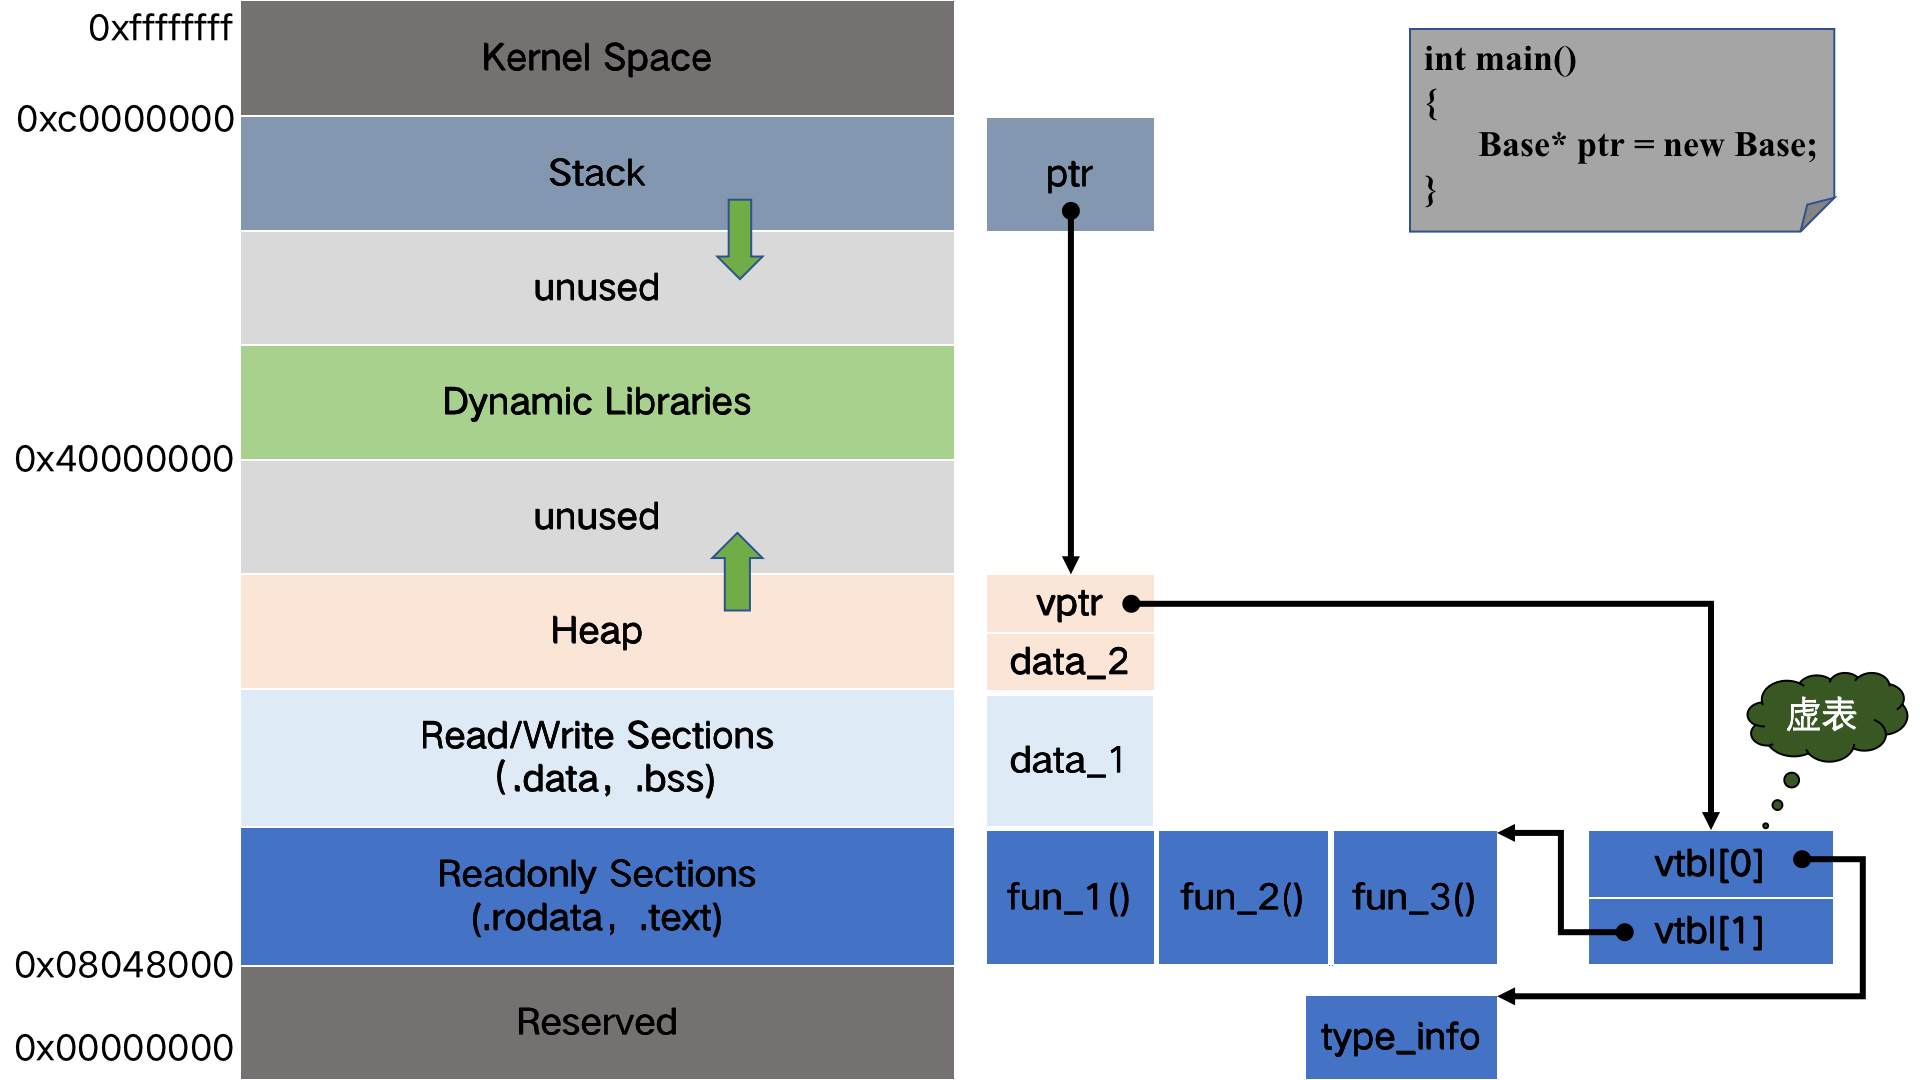 0xffffffff
Kernel Space
0xc0000000
Stack
unused
Dynamic Libraries
0x40000000
unused
Heap
Read/Write Sections
(.data, .bss)
Readonly Sections
(.rodata, .text)
0x08048000
Reserved
0x00000000
ptr
vptr
data_2
data_1
fun_1()
fun_2()
fun_3()
vtbl[0]
vtbl[1]
type_info
虚表
int main()
{
Base* ptr = new Base;
}